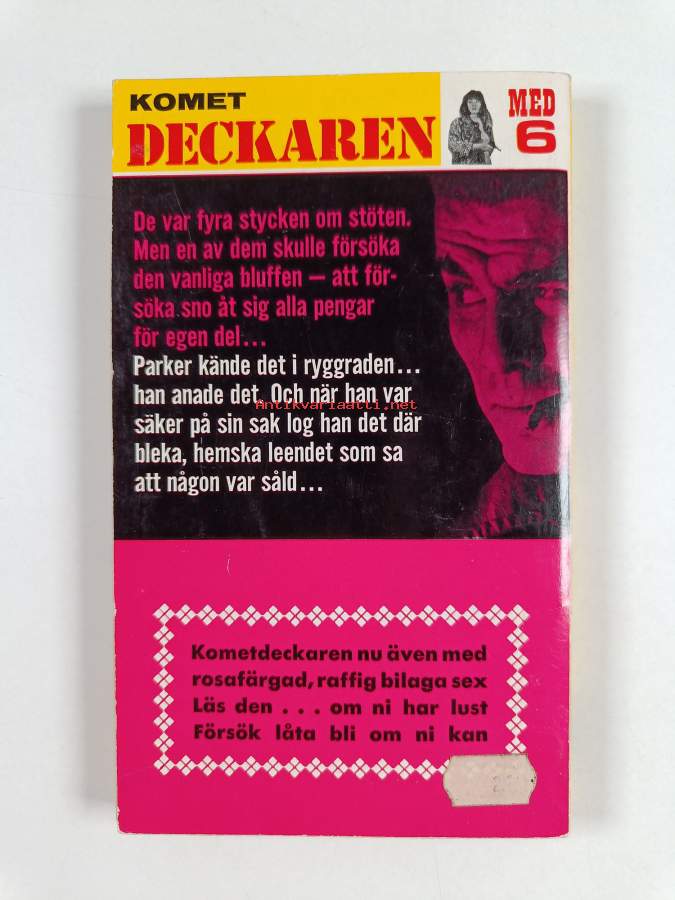 KOMET
DECKAREN
MED
6
De var fyra stycken om stöten.
Men en av dem skulle försöka
den vanliga bluffen – att för-
söka sno åt sig alla pengar
för egen del...
Parker kände det i ryggraden...
han anade det. Och när han var
Antikvariaatti.net
säker på sin sak log han det där
bleka, hemska leendet som sa
att någon var såld...
Kometdeckaren nu även med
rosafärgad, raffig bilaga sex
Läs den . . . om ni har lust
Försök låta bli om ni kan